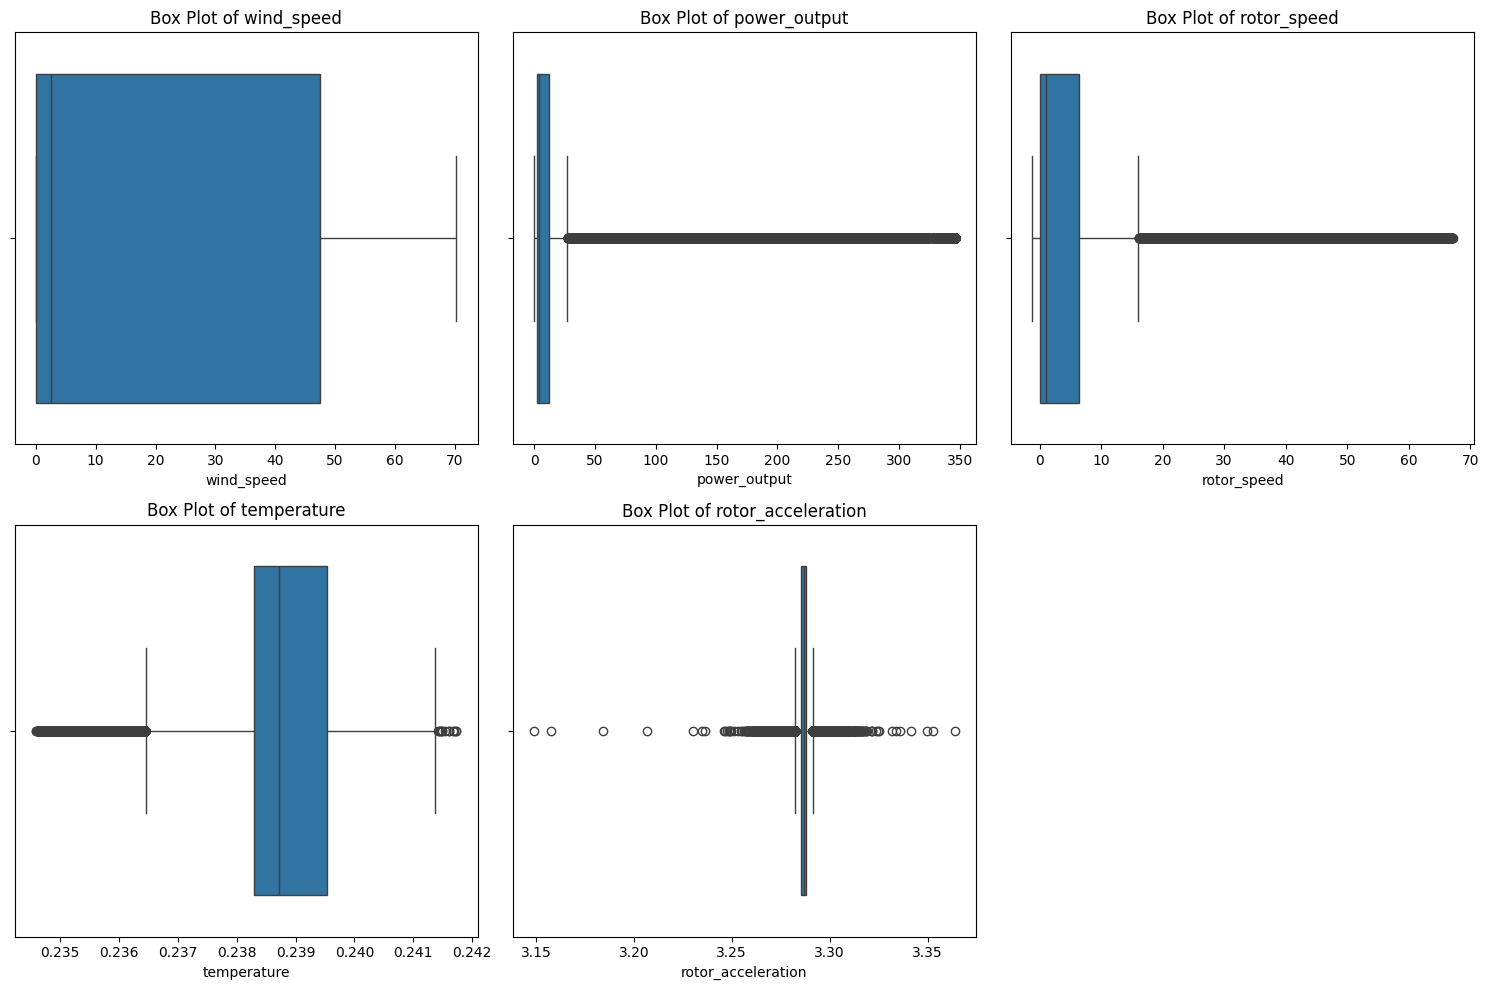 Box Plot of wind_speed
0 10 20 30 40 50 60 70
wind_speed
Box Plot of power_output
0 50 100 150 200 250 300 350
power_output
Box Plot of rotor_speed
0 10 20 30 40 50 60 70
rotor_speed
Box Plot of temperature
0.235 0.236 0.237 0.238 0.239 0.240 0.241 0.242
temperature
Box Plot of rotor_acceleration
3.15 3.20 3.25 3.30 3.35
rotor_acceleration